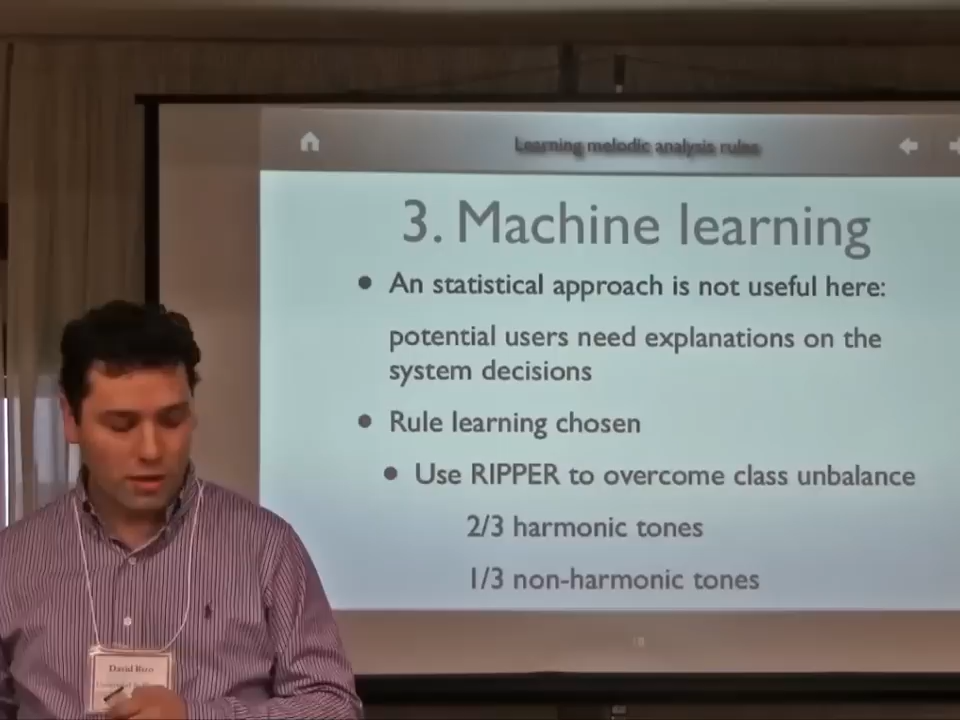 Learning melodic analysis rules
3. Machine learning
• An statistical approach is not useful here:
potential users need explanations on the
system decisions
• Rule learning chosen
• Use RIPPER to overcome class unbalance
2/3 harmonic tones
1/3 non-harmonic tones
David Rizo